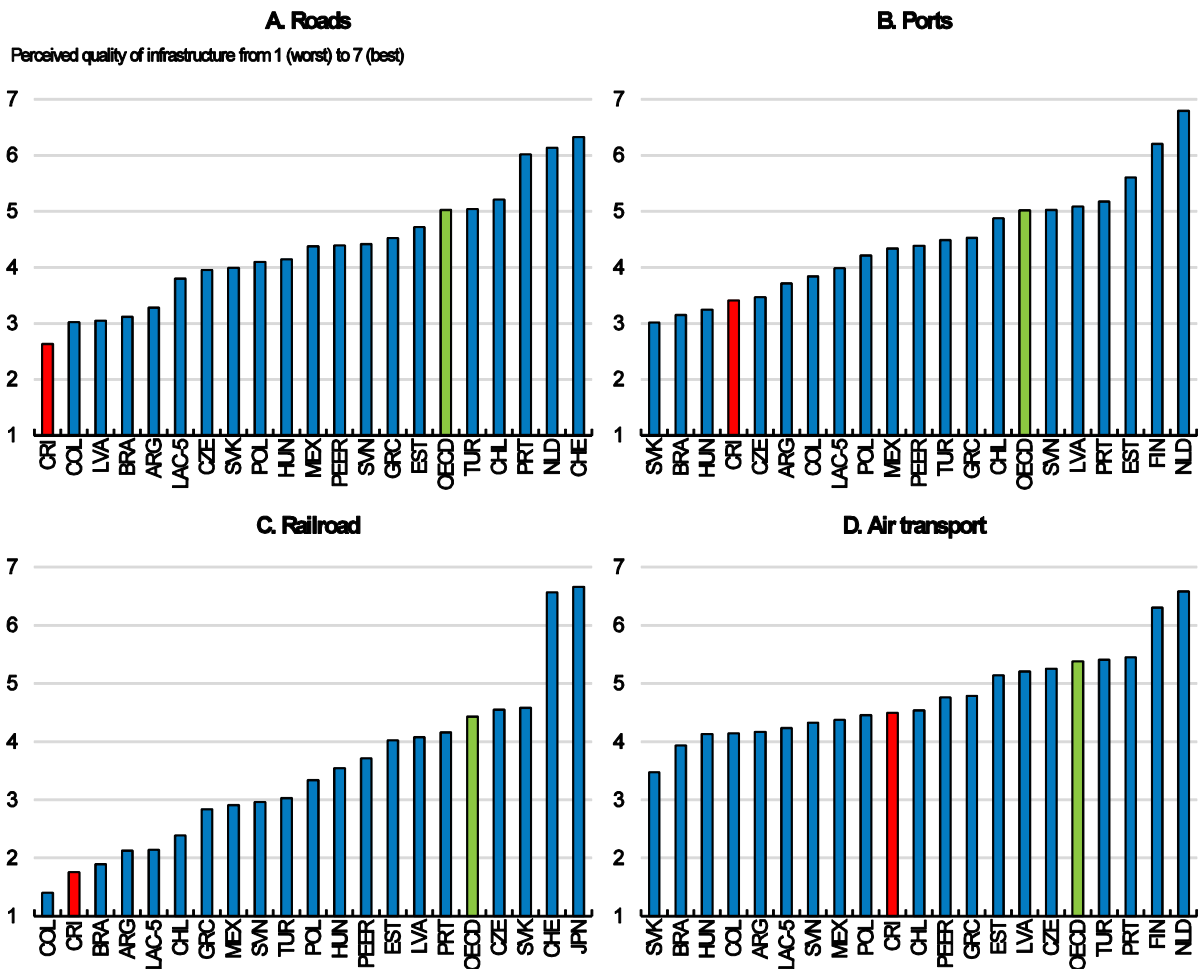 A. Roads
Perceived quality of infrastructure from 1 (worst) to 7 (best)
7
6
5
4
3
2
1
CRI
COL
LVA
BRA
ARG
LAC-5
CZE
SVK
POL
HUN
MEX
PEER
SVN
GRC
EST
OECD
TUR
CHL
PRT
NLD
CHE
B. Ports
7
6
5
4
3
2
1
SVK
BRA
HUN
CRI
CZE
ARG
COL
LAC-5
POL
MEX
PEER
TUR
GRC
CHL
OECD
SVN
LVA
PRT
EST
FIN
NLD
C. Railroad
7
6
5
4
3
2
1
COL
CRI
BRA
ARG
LAC-5
CHL
GRC
MEX
SVN
TUR
POL
HUN
PEER
EST
LVA
PRT
OECD
CZE
SVK
CHE
JPN
D. Air transport
7
6
5
4
3
2
1
SVK
BRA
HUN
COL
ARG
LAC-5
SVN
MEX
POL
CRI
CHL
PEER
GRC
EST
LVA
CZE
OECD
TUR
PRT
FIN
NLD